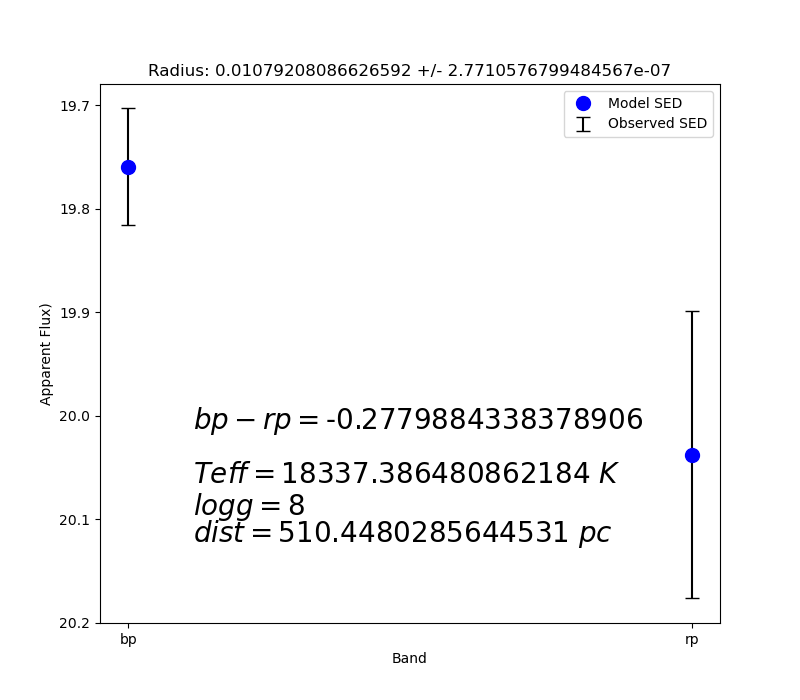 Radius: 0.01079208086626592 +/- 2.7710576799484567e-07
Model SED
Observed SED
19.7
19.8
19.9
20.0
20.1
20.2
Apparent Flux)
bp − rp = -0.2779884338378906
Teff = 18337.386480862184 K
logg = 8
dist = 510.4480285644531 pc
bp
rp
Band